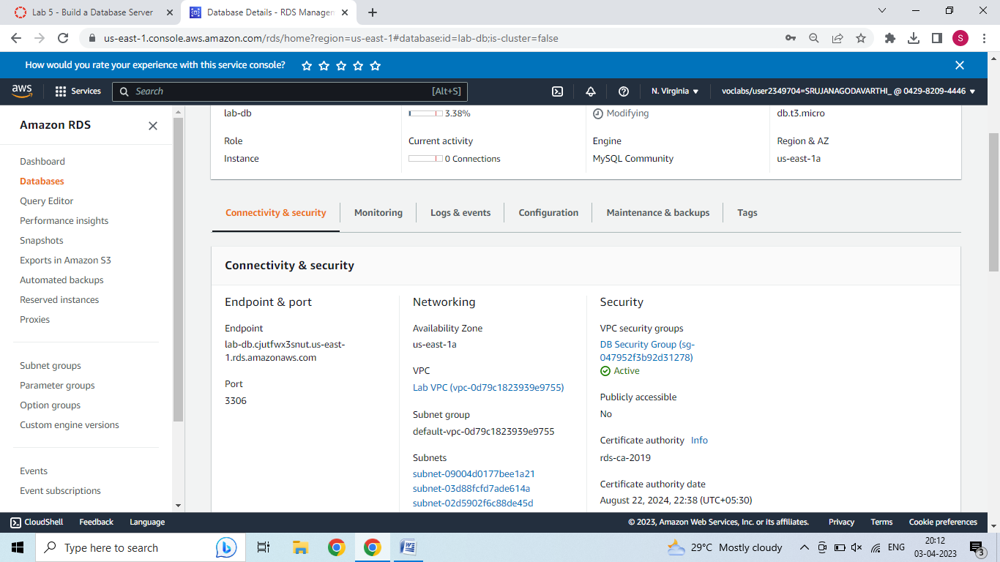 Lab 5 - Build a Database Server
Database Details - RDS Managem
us-east-1.console.aws.amazon.com/rds/home?region=us-east-1#database:id=lab-db;is-cluster=false
S
How would you rate your experience with this service console?
aws
Services
Search
[Alt+S]
N. Virginia
voclabs/user2349704=SRUJANAGODAVARTHI_ @ 0429-8209-4446
Amazon RDS
Dashboard
Databases
Query Editor
Performance insights
Snapshots
Exports in Amazon S3
Automated backups
Reserved instances
Proxies
Subnet groups
Parameter groups
Option groups
Custom engine versions
Events
Event subscriptions
lab-db
3.38%
Modifying
db.t3.micro
Role
Current activity
Engine
Region & AZ
Instance
0 Connections
MySQL Community
us-east-1a
Connectivity & security
Monitoring
Logs & events
Configuration
Maintenance & backups
Tags
Connectivity & security
Endpoint & port
Endpoint
lab-db.cjutfwx3snut.us-east-
1.rds.amazonaws.com
Port
3306
Networking
Availability Zone
us-east-1a
VPC
Lab VPC (vpc-0d79c1823939e9755)
Subnet group
default-vpc-0d79c1823939e9755
Subnets
subnet-09004d0177bee1a21
subnet-03d88fcfd7ade614a
subnet-02d5902f6c88de45d
Security
VPC security groups
DB Security Group (sg-
047952f3b92d31278)
Active
Publicly accessible
No
Certificate authority Info
rds-ca-2019
Certificate authority date
August 22, 2024, 22:38 (UTC+05:30)
CloudShell
Feedback
Language
© 2023, Amazon Web Services, Inc. or its affiliates.
Privacy
Terms
Cookie preferences
Type here to search
29°C Mostly cloudy
ENG
20:12
03-04-2023
3